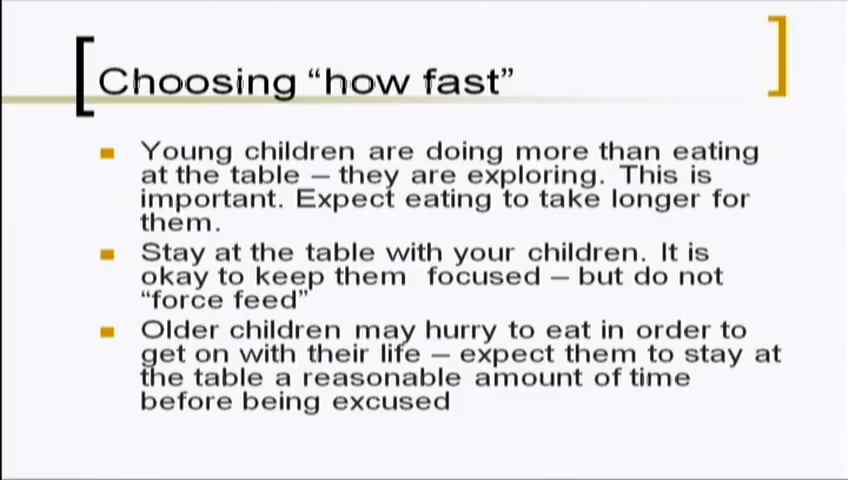 Choosing “how fast”
Young children are doing more than eating
at the table – they are exploring. This is
important. Expect eating to take longer for
them.
Stay at the table with your children. It is
okay to keep them focused – but do not
“force feed”
Older children may hurry to eat in order to
get on with their life – expect them to stay at
the table a reasonable amount of time
before being excused